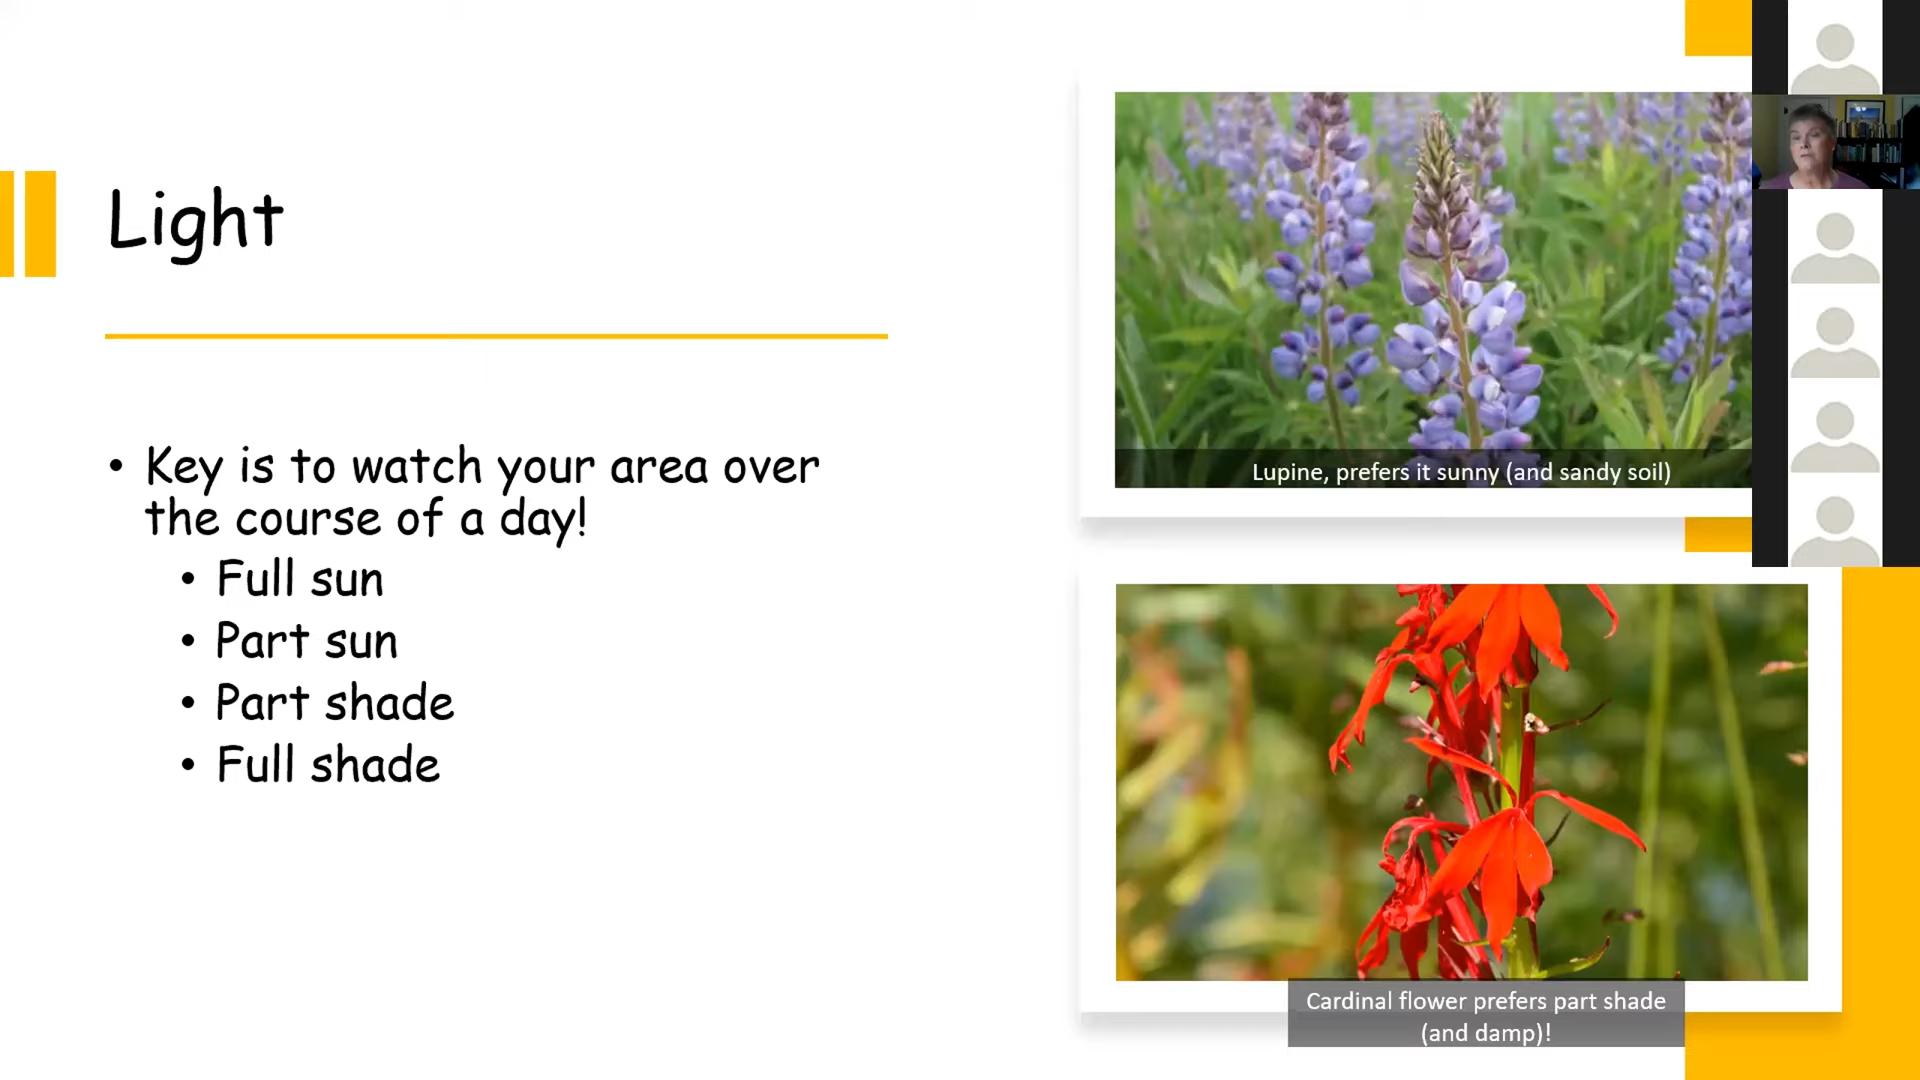 Light
• Key is to watch your area over
the course of a day!
• Full sun
• Part sun
• Part shade
• Full shade
Lupine, prefers it sunny (and sandy soil)
Cardinal flower prefers part shade
(and damp)!